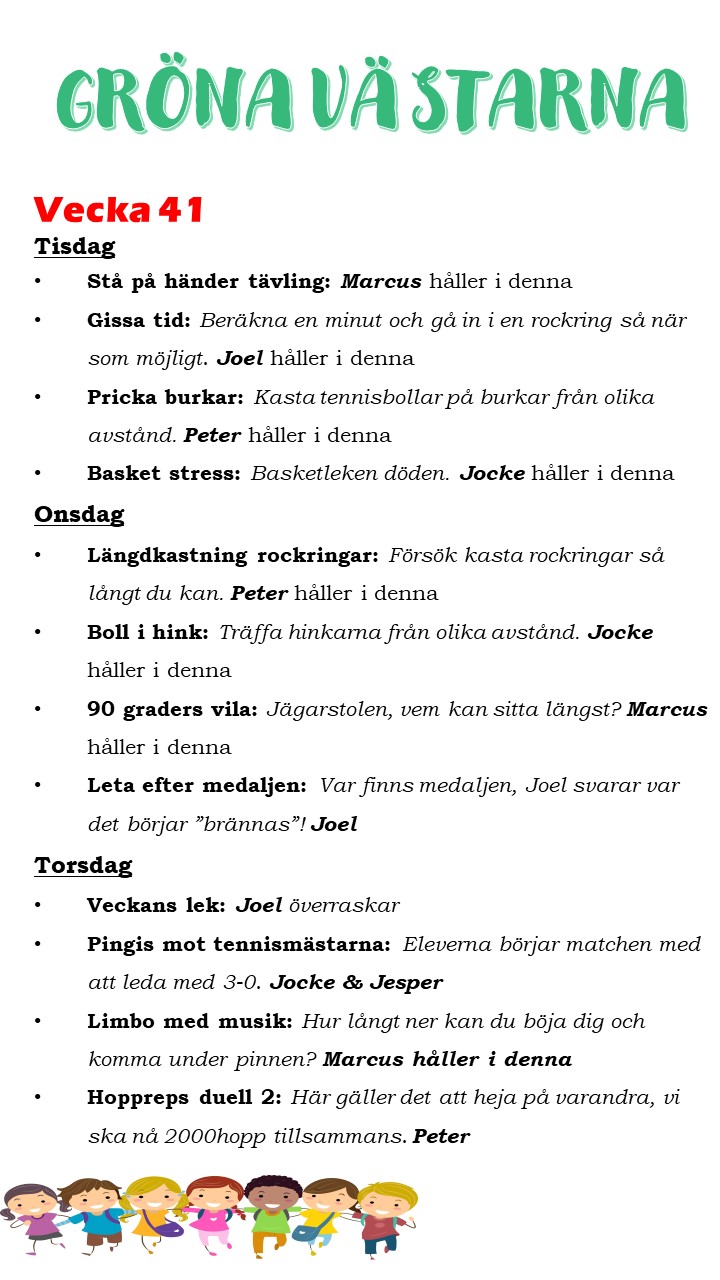 GRÖNA VÄSTARNA
Vecka 41
Tisdag
• Stå på händer tävling: Marcus håller i denna
• Gissa tid: Beräkna en minut och gå in i en rockring så när
som möjligt. Joel håller i denna
• Pricka burkar: Kasta tennisbollar på burkar från olika
avstånd. Peter håller i denna
• Basket stress: Basketleken döden. Jocke håller i denna
Onsdag
• Längdkastning rockringar: Försök kasta rockringar så
långt du kan. Peter håller i denna
• Boll i hink: Träffa hinkarna från olika avstånd. Jocke
håller i denna
• 90 graders vila: Jägarstolen, vem kan sitta längst? Marcus
håller i denna
• Leta efter medaljen: Var finns medaljen, Joel svarar var
det börjar ”brännas”! Joel
Torsdag
• Veckans lek: Joel överraskar
• Pingis mot tennismästarna: Eleverna börjar matchen med
att leda med 3-0. Jocke & Jesper
• Limbo med musik: Hur långt ner kan du böja dig och
komma under pinnen? Marcus håller i denna
• Hoppreps duell 2: Här gäller det att heja på varandra, vi
ska nå 2000hopp tillsammans. Peter